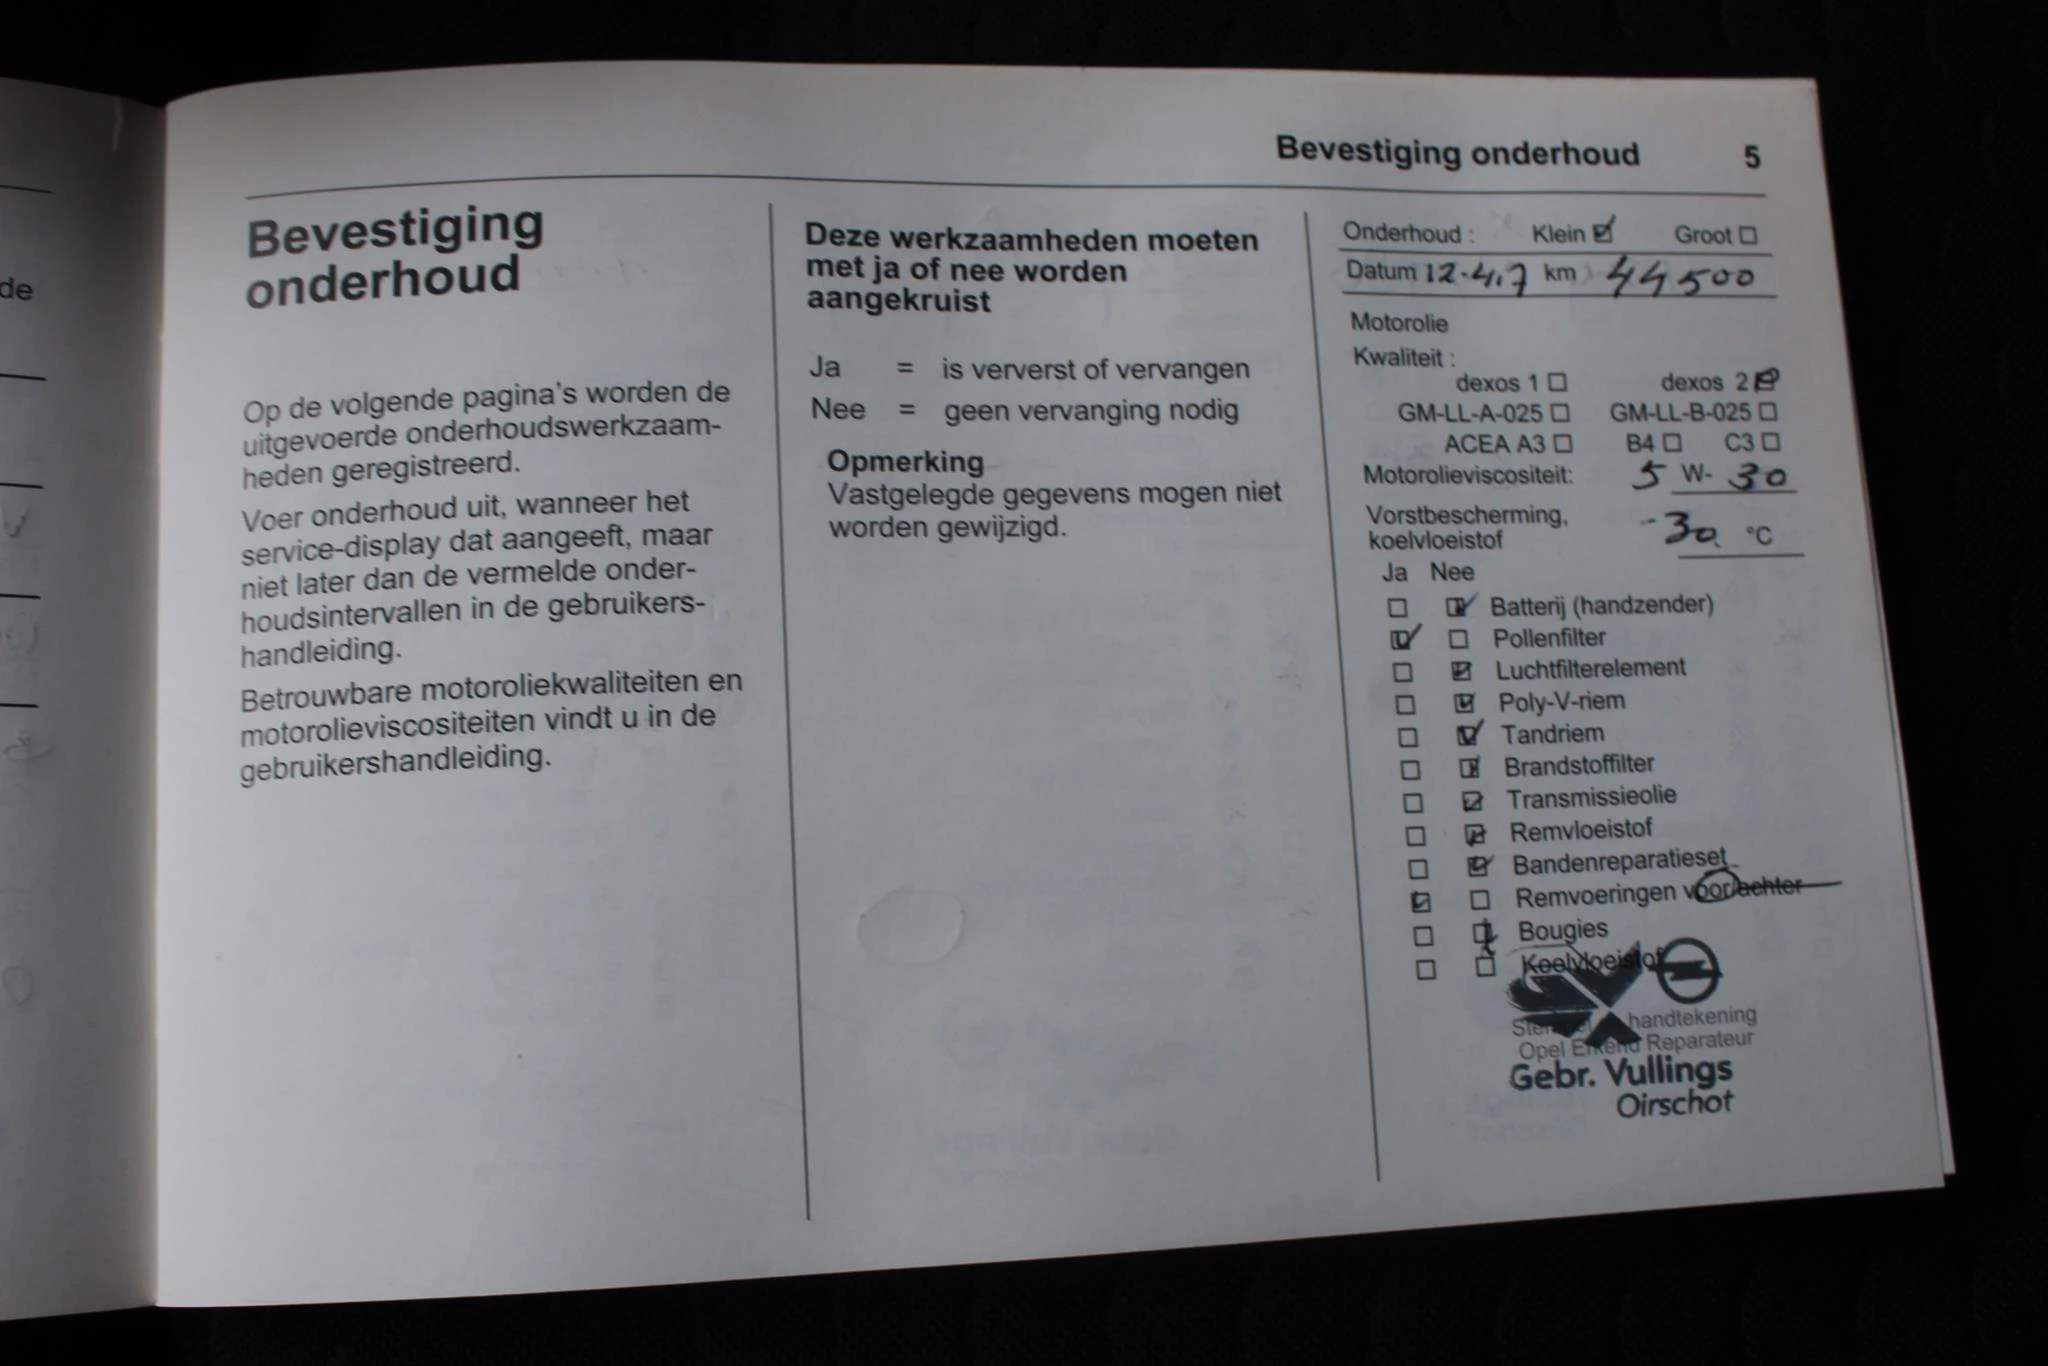 de
Bevestiging onderhoud 5
Bevestiging
onderhoud
Op de volgende pagina's worden de
uitgevoerde onderhoudswerkzaam-
heden geregistreerd.
Voer onderhoud uit, wanneer het
service-display dat aangeeft, maar
niet later dan de vermelde onder-
houdsintervallen in de gebruikers-
handleiding.
Betrouwbare motoroliekwaliteiten en
motorolieviscositeiten vindt u in de
gebruikershandleiding.
Deze werkzaamheden moeten
met ja of nee worden
aangekruist
Ja = is ververst of vervangen
Nee = geen vervanging nodig
Opmerking
Vastgelegde gegevens mogen niet
worden gewijzigd.
Onderhoud : Klein ☑ Groot ☐
Datum 12-4.7 km 44500
Motorolie
Kwaliteit :
dexos 1 ☐ dexos 2 ☑
GM-LL-A-025 ☐ GM-LL-B-025 ☐
ACEA A3 ☐ B4 ☐ C3 ☐
Motorolieviscositeit: 5 W- 30
Vorstbescherming,
koelvloeistof -30 °C
Ja Nee
☐ ☑ Batterij (handzender)
☑ ☐ Pollenfilter
☐ ☑ Luchtfilterelement
☐ ☑ Poly-V-riem
☐ ☑ Tandriem
☐ ☑ Brandstoffilter
☐ ☑ Transmissieolie
☐ ☑ Remvloeistof
☐ ☑ Bandenreparatieset
☑ ☐ Remvoeringen voor/achter
☐ ☑ Bougies
☐ ☐ Koelvloeistof
handtekening
Opel Erkend Reparateur
Gebr. Vullings
Oirschot